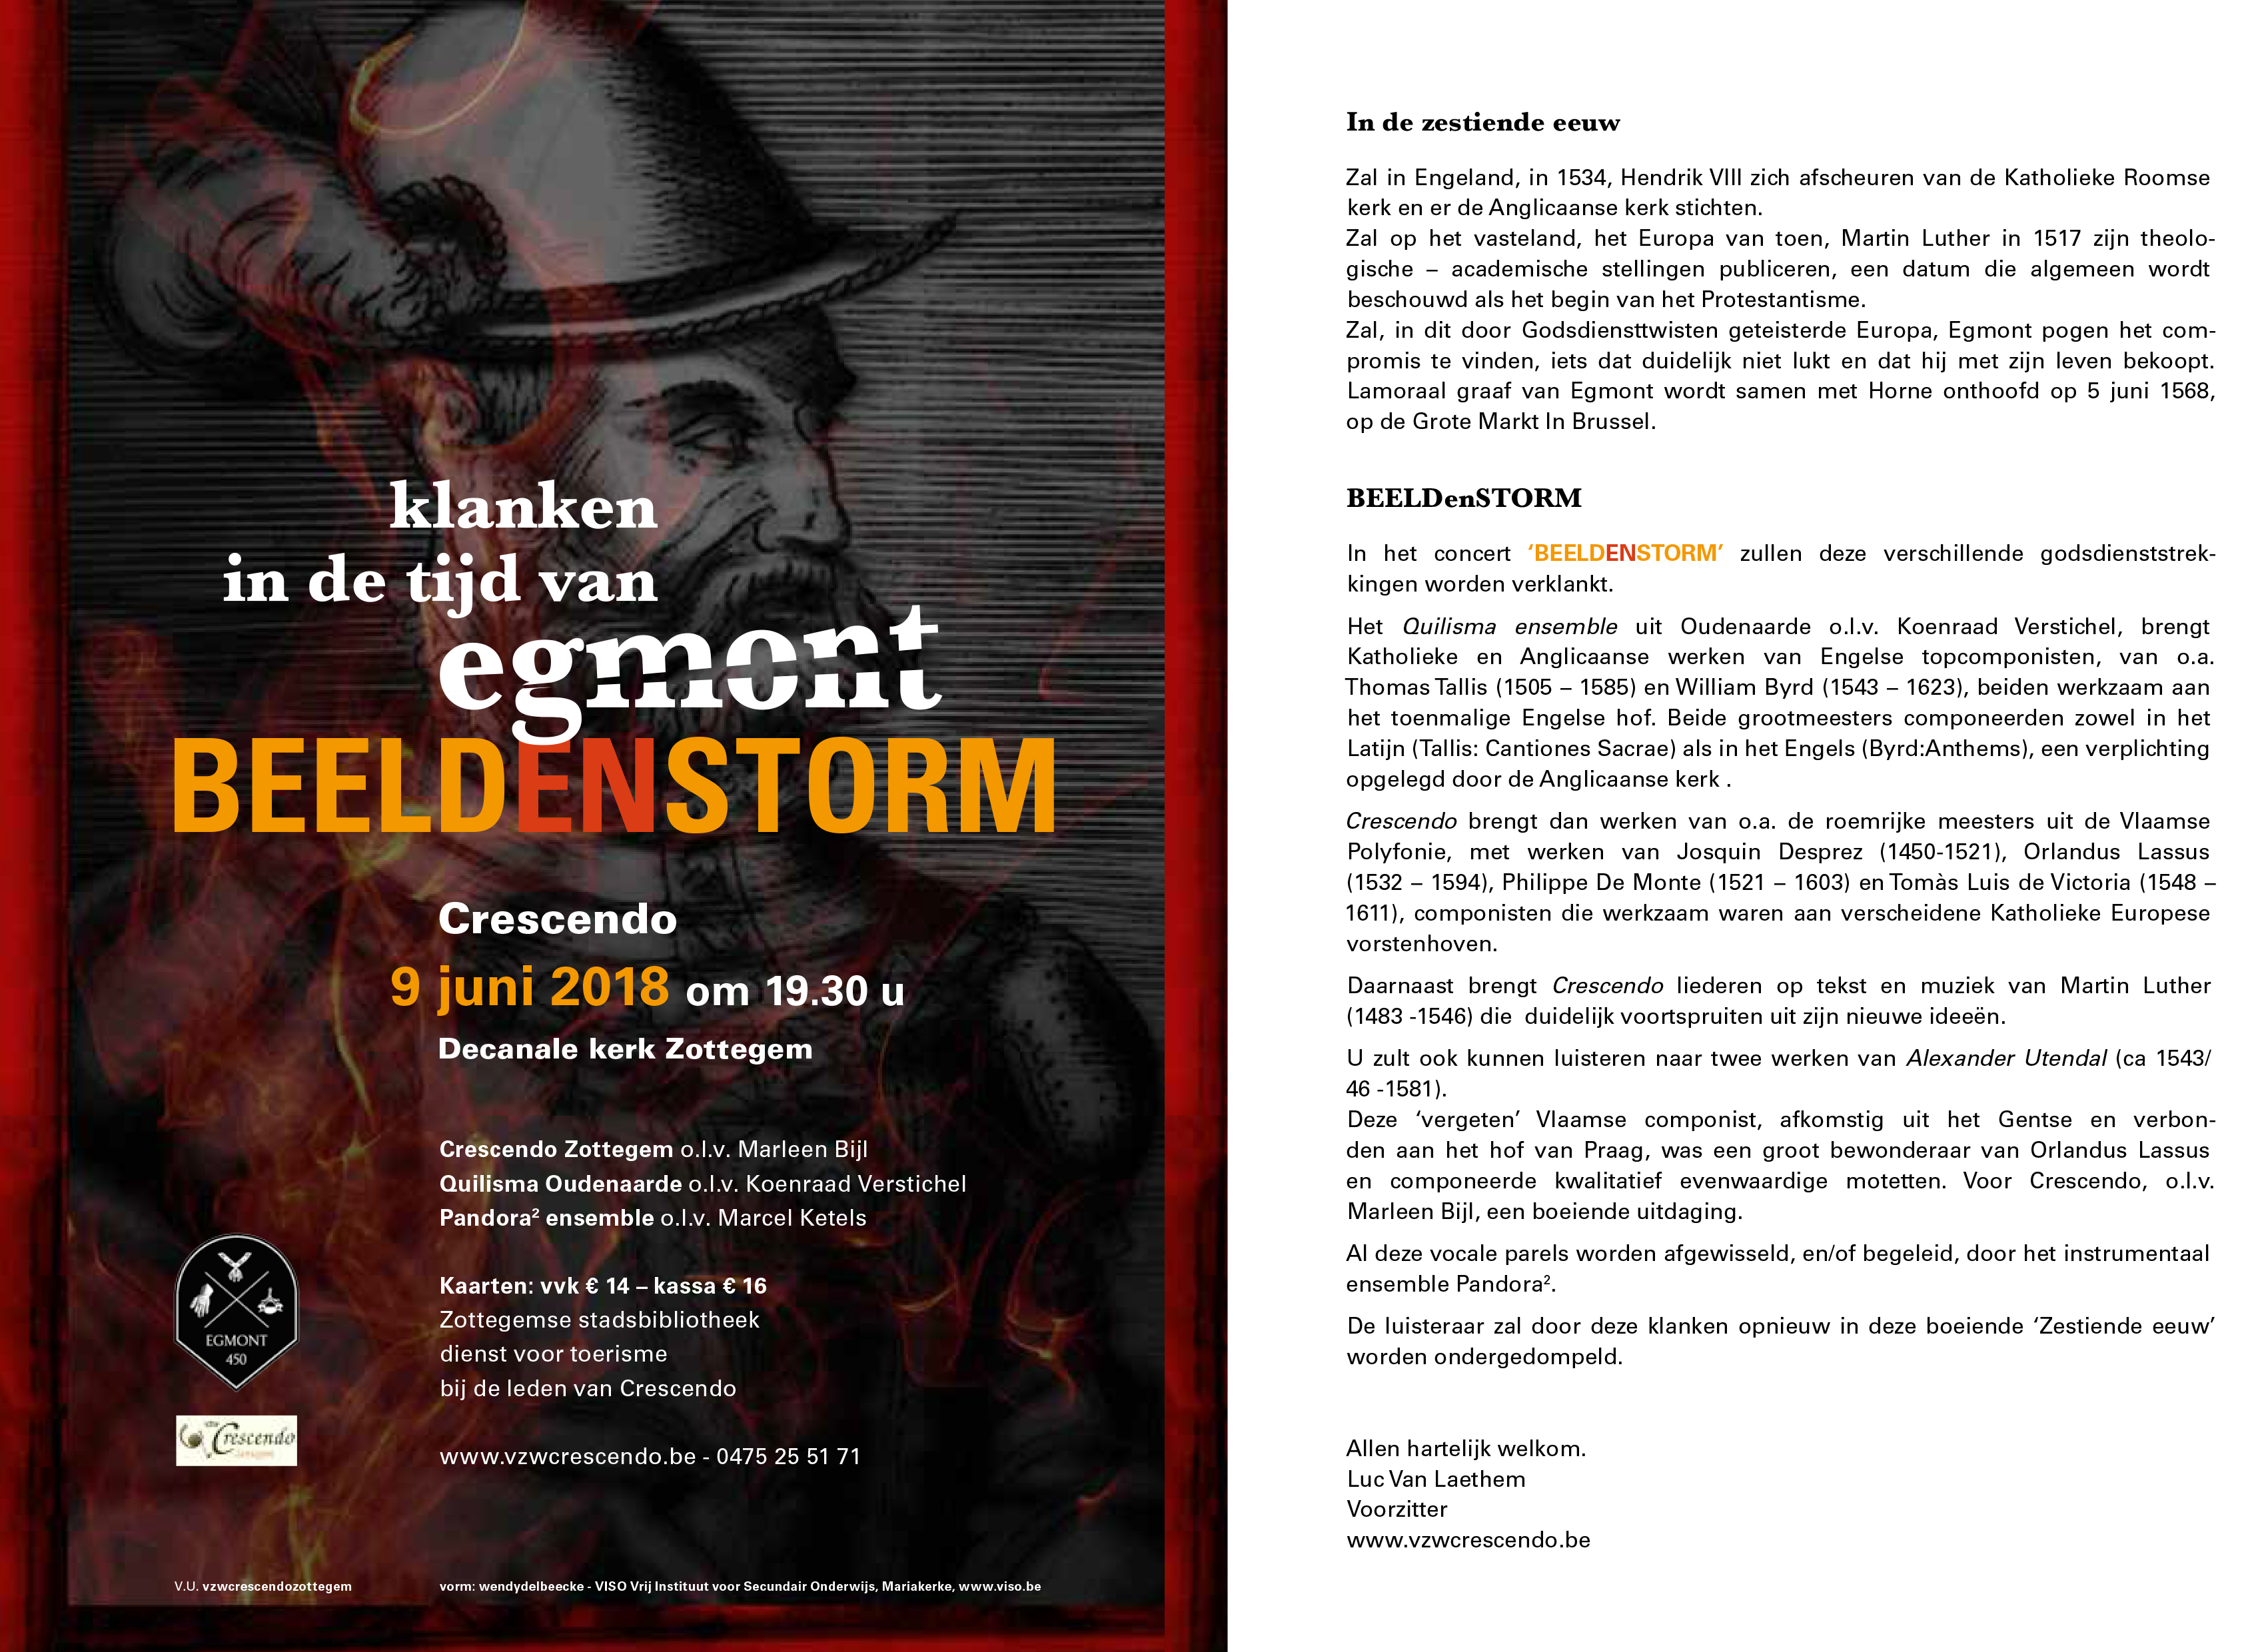 klanken
in de tijd van
egmont
BEELDENSTORM
Crescendo
9 juni 2018 om 19.30 u
Decanale kerk Zottegem
Crescendo Zottegem o.l.v. Marleen Bijl
Quilisma Oudenaarde o.l.v. Koenraad Verstichel
Pandora² ensemble o.l.v. Marcel Ketels
Kaarten: vvk € 14 – kassa € 16
Zottegemse stadsbibliotheek
dienst voor toerisme
bij de leden van Crescendo
www.vzwcrescendo.be - 0475 25 51 71
EGMONT
450
Crescendo
V.U. vzwcrescendozottegem
vorm: wendydelbeecke - VISO Vrij Instituut voor Secundair Onderwijs, Mariakerke, www.viso.be
In de zestiende eeuw
Zal in Engeland, in 1534, Hendrik VIII zich afscheuren van de Katholieke Roomse
kerk en er de Anglicaanse kerk stichten.
Zal op het vasteland, het Europa van toen, Martin Luther in 1517 zijn theolo-
gische – academische stellingen publiceren, een datum die algemeen wordt
beschouwd als het begin van het Protestantisme.
Zal, in dit door Godsdiensttwisten geteisterde Europa, Egmont pogen het com-
promis te vinden, iets dat duidelijk niet lukt en dat hij met zijn leven bekoopt.
Lamoraal graaf van Egmont wordt samen met Horne onthoofd op 5 juni 1568,
op de Grote Markt In Brussel.
BEELDenSTORM
In het concert ‘BEELDENSTORM’ zullen deze verschillende godsdienststrek-
kingen worden verklankt.
Het Quilisma ensemble uit Oudenaarde o.l.v. Koenraad Verstichel, brengt
Katholieke en Anglicaanse werken van Engelse topcomponisten, van o.a.
Thomas Tallis (1505 – 1585) en William Byrd (1543 – 1623), beiden werkzaam aan
het toenmalige Engelse hof. Beide grootmeesters componeerden zowel in het
Latijn (Tallis: Cantiones Sacrae) als in het Engels (Byrd:Anthems), een verplichting
opgelegd door de Anglicaanse kerk .
Crescendo brengt dan werken van o.a. de roemrijke meesters uit de Vlaamse
Polyfonie, met werken van Josquin Desprez (1450-1521), Orlandus Lassus
(1532 – 1594), Philippe De Monte (1521 – 1603) en Tomàs Luis de Victoria (1548 –
1611), componisten die werkzaam waren aan verscheidene Katholieke Europese
vorstenhoven.
Daarnaast brengt Crescendo liederen op tekst en muziek van Martin Luther
(1483 -1546) die  duidelijk voortspruiten uit zijn nieuwe ideeën.
U zult ook kunnen luisteren naar twee werken van Alexander Utendal (ca 1543/
46 -1581).
Deze ‘vergeten’ Vlaamse componist, afkomstig uit het Gentse en verbon-
den aan het hof van Praag, was een groot bewonderaar van Orlandus Lassus
en componeerde kwalitatief evenwaardige motetten. Voor Crescendo, o.l.v.
Marleen Bijl, een boeiende uitdaging.
Al deze vocale parels worden afgewisseld, en/of begeleid, door het instrumentaal
ensemble Pandora².
De luisteraar zal door deze klanken opnieuw in deze boeiende ‘Zestiende eeuw’
worden ondergedompeld.
Allen hartelijk welkom.
Luc Van Laethem
Voorzitter
www.vzwcrescendo.be